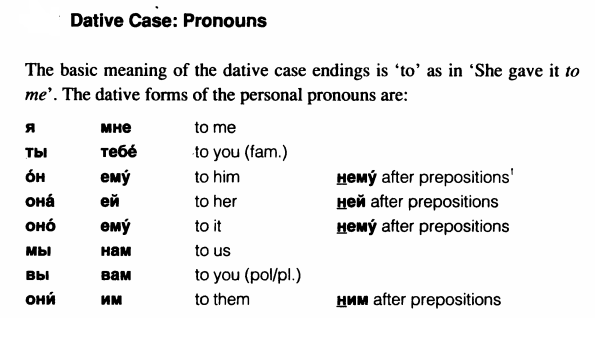 Dative Case: Pronouns
The basic meaning of the dative case endings is ‘to’ as in ‘She gave it to
me’. The dative forms of the personal pronouns are:
я мне to me
ты тебе́ to you (fam.)
о́н ему́ to him нему́ after prepositions¹
она́ ей to her ней after prepositions
оно́ ему́ to it нему́ after prepositions
мы нам to us
вы вам to you (pol/pl.)
они́ им to them ним after prepositions